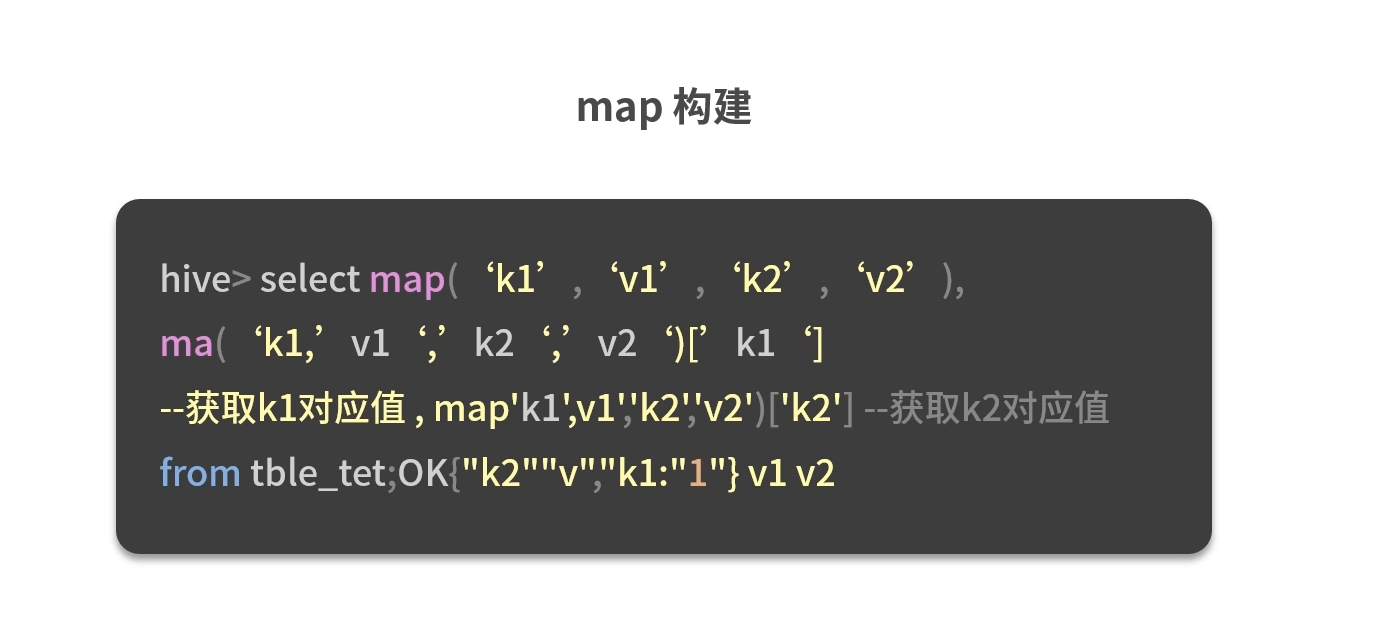 map 构建
hive> select map(‘k1’,‘v1’,‘k2’,‘v2’),
ma(‘k1,’v1‘,’k2‘,’v2‘)[’k1‘]
--获取k1对应值 , map'k1',v1','k2','v2')['k2'] --获取k2对应值
from tble_tet;OK{"k2""v","k1:"1"} v1 v2